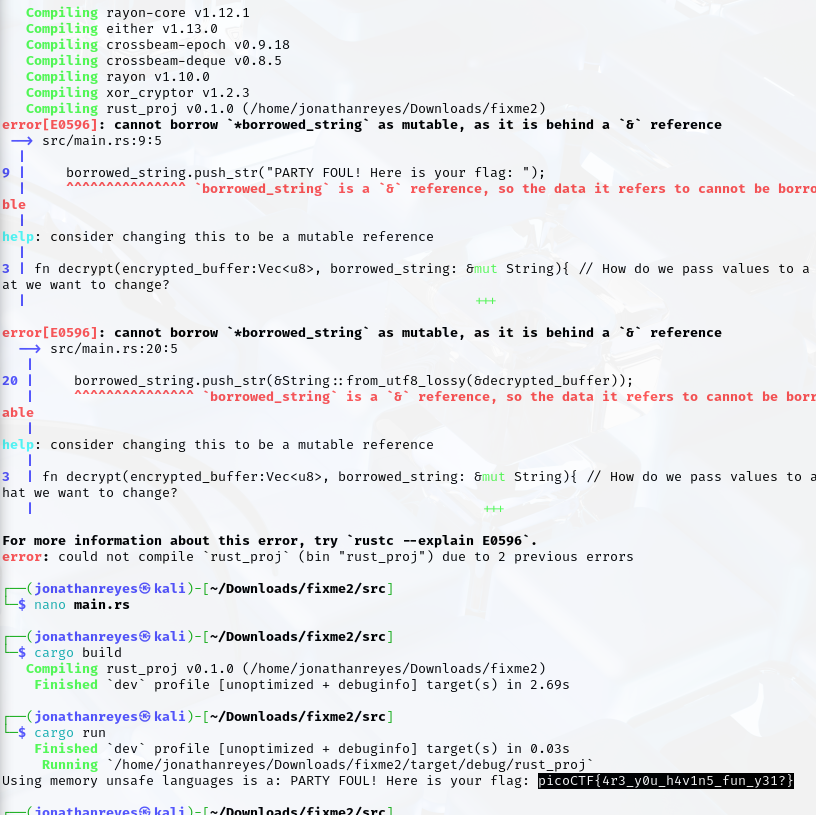 Compiling rayon-core v1.12.1
Compiling either v1.13.0
Compiling crossbeam-epoch v0.9.18
Compiling crossbeam-deque v0.8.5
Compiling rayon v1.10.0
Compiling xor_cryptor v1.2.3
Compiling rust_proj v0.1.0 (/home/jonathanreyes/Downloads/fixme2)
error[E0596]: cannot borrow `*borrowed_string` as mutable, as it is behind a `&` reference
--> src/main.rs:9:5
|
9 |     borrowed_string.push_str("PARTY FOUL! Here is your flag: ");
|     ^^^^^^^^^^^^^^^ `borrowed_string` is a `&` reference, so the data it refers to cannot be borro
ble
|
help: consider changing this to be a mutable reference
|
3 | fn decrypt(encrypted_buffer:Vec<u8>, borrowed_string: &mut String){ // How do we pass values to a
at we want to change?
|                                                        +++
error[E0596]: cannot borrow `*borrowed_string` as mutable, as it is behind a `&` reference
--> src/main.rs:20:5
|
20 |     borrowed_string.push_str(&String::from_utf8_lossy(&decrypted_buffer));
|     ^^^^^^^^^^^^^^^ `borrowed_string` is a `&` reference, so the data it refers to cannot be borr
able
|
help: consider changing this to be a mutable reference
|
3  | fn decrypt(encrypted_buffer:Vec<u8>, borrowed_string: &mut String){ // How do we pass values to a
hat we want to change?
|                                                        +++
For more information about this error, try `rustc --explain E0596`.
error: could not compile `rust_proj` (bin "rust_proj") due to 2 previous errors
┌──(jonathanreyes㉿kali)-[~/Downloads/fixme2/src]
└─$ nano main.rs
┌──(jonathanreyes㉿kali)-[~/Downloads/fixme2/src]
└─$ cargo build
Compiling rust_proj v0.1.0 (/home/jonathanreyes/Downloads/fixme2)
Finished `dev` profile [unoptimized + debuginfo] target(s) in 2.69s
┌──(jonathanreyes㉿kali)-[~/Downloads/fixme2/src]
└─$ cargo run
Finished `dev` profile [unoptimized + debuginfo] target(s) in 0.03s
Running `/home/jonathanreyes/Downloads/fixme2/target/debug/rust_proj`
Using memory unsafe languages is a: PARTY FOUL! Here is your flag: picoCTF{4r3_y0u_h4v1n5_fun_y31?}
┌──(jonathanreyes㉿kali)-[~/Downloads/fixme2/src]